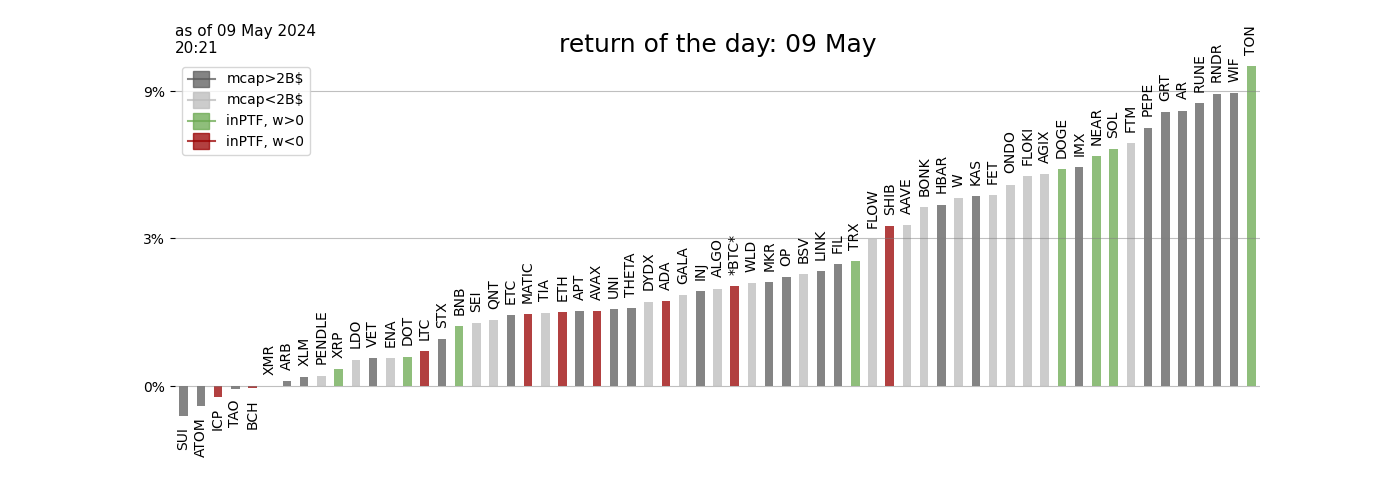 as of 09 May 2024
20:21
return of the day: 09 May
mcap>2B$
mcap<2B$
inPTF, w>0
inPTF, w<0
9%
3%
0%
SUI
ATOM
ICP
TAO
BCH
XMR
ARB
XLM
PENDLE
XRP
LDO
VET
ENA
DOT
LTC
STX
BNB
SEI
QNT
ETC
MATIC
TIA
ETH
APT
AVAX
UNI
THETA
DYDX
ADA
GALA
INJ
ALGO
*BTC*
WLD
MKR
OP
BSV
LINK
FIL
TRX
FLOW
SHIB
AAVE
BONK
HBAR
W
KAS
FET
ONDO
FLOKI
AGIX
DOGE
IMX
NEAR
SOL
FTM
PEPE
GRT
AR
RUNE
RNDR
WIF
TON